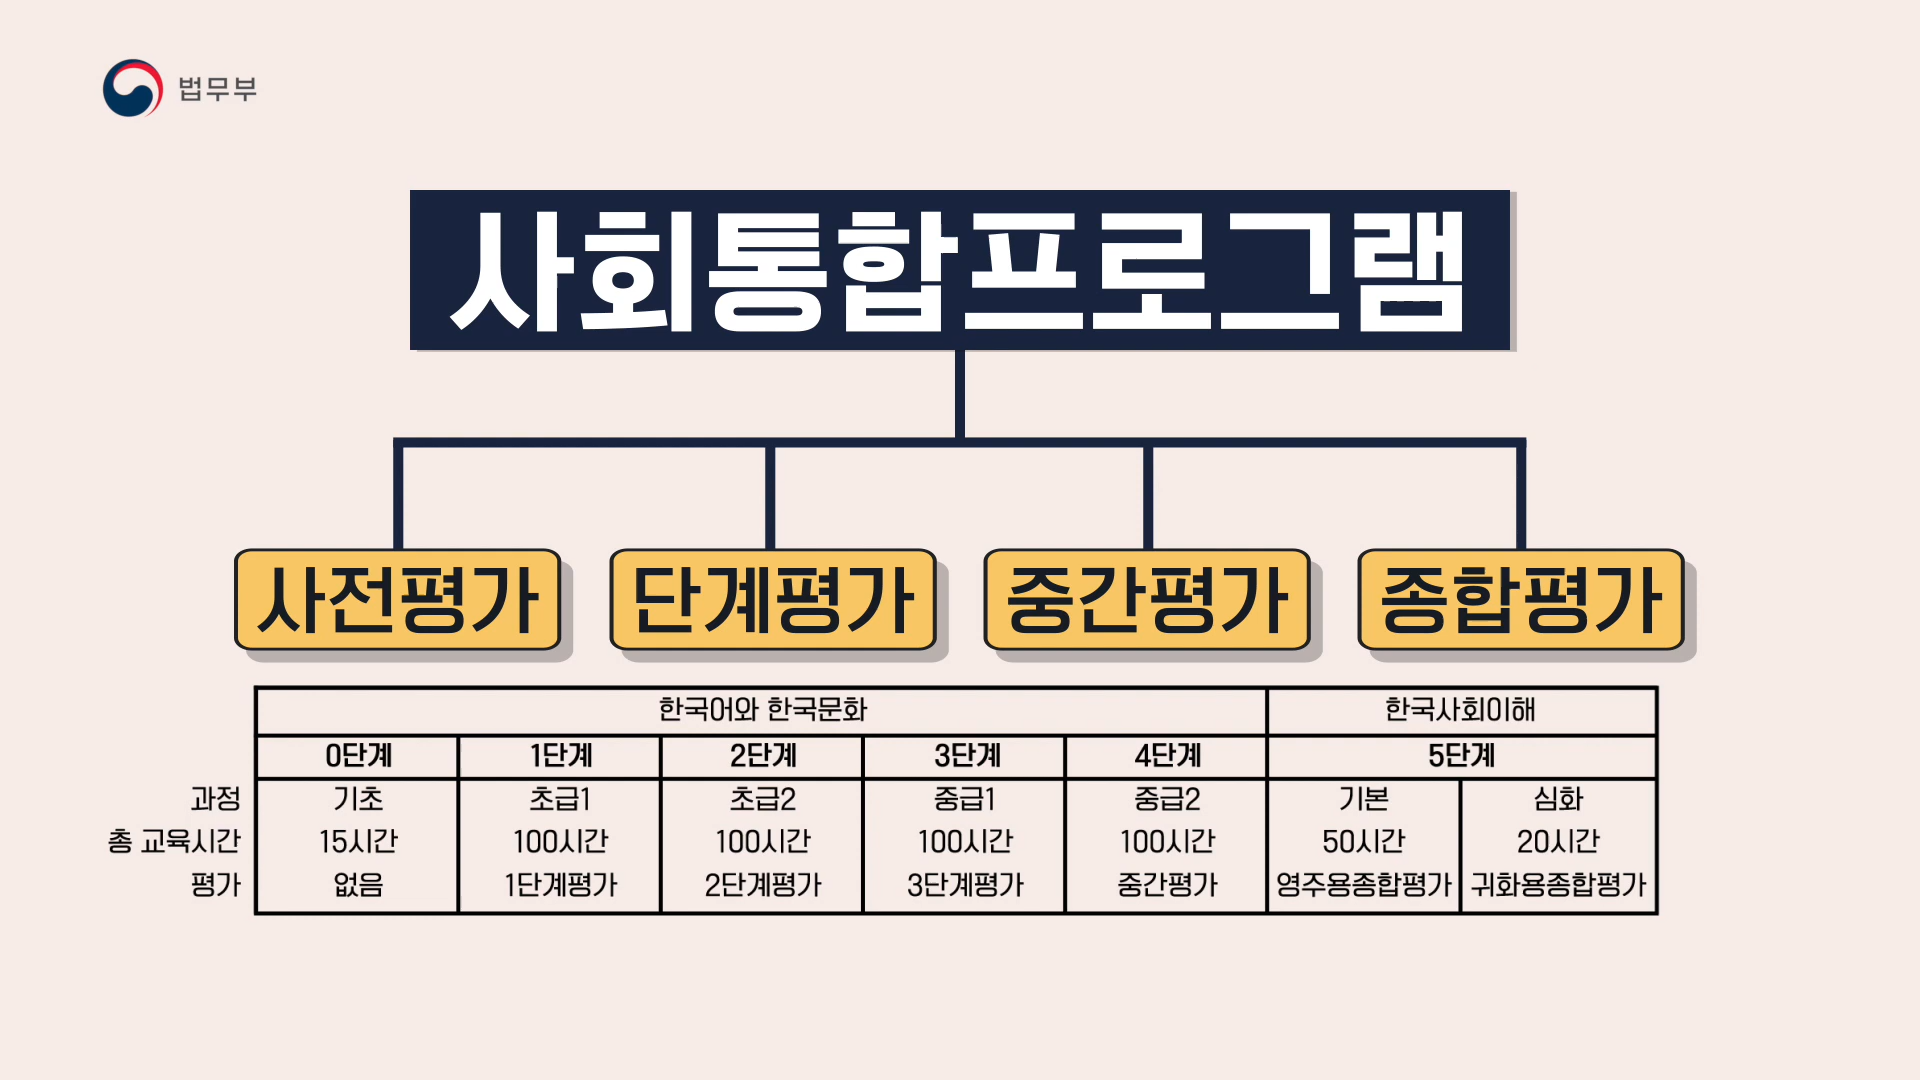 법무부
사회통합프로그램
사전평가 단계평가 중간평가 종합평가
한국어와 한국문화 한국사회이해
0단계 1단계 2단계 3단계 4단계 5단계
과정 기초 초급1 초급2 중급1 중급2 기본 심화
총 교육시간 15시간 100시간 100시간 100시간 100시간 50시간 20시간
평가 없음 1단계평가 2단계평가 3단계평가 중간평가 영주용종합평가 귀화용종합평가